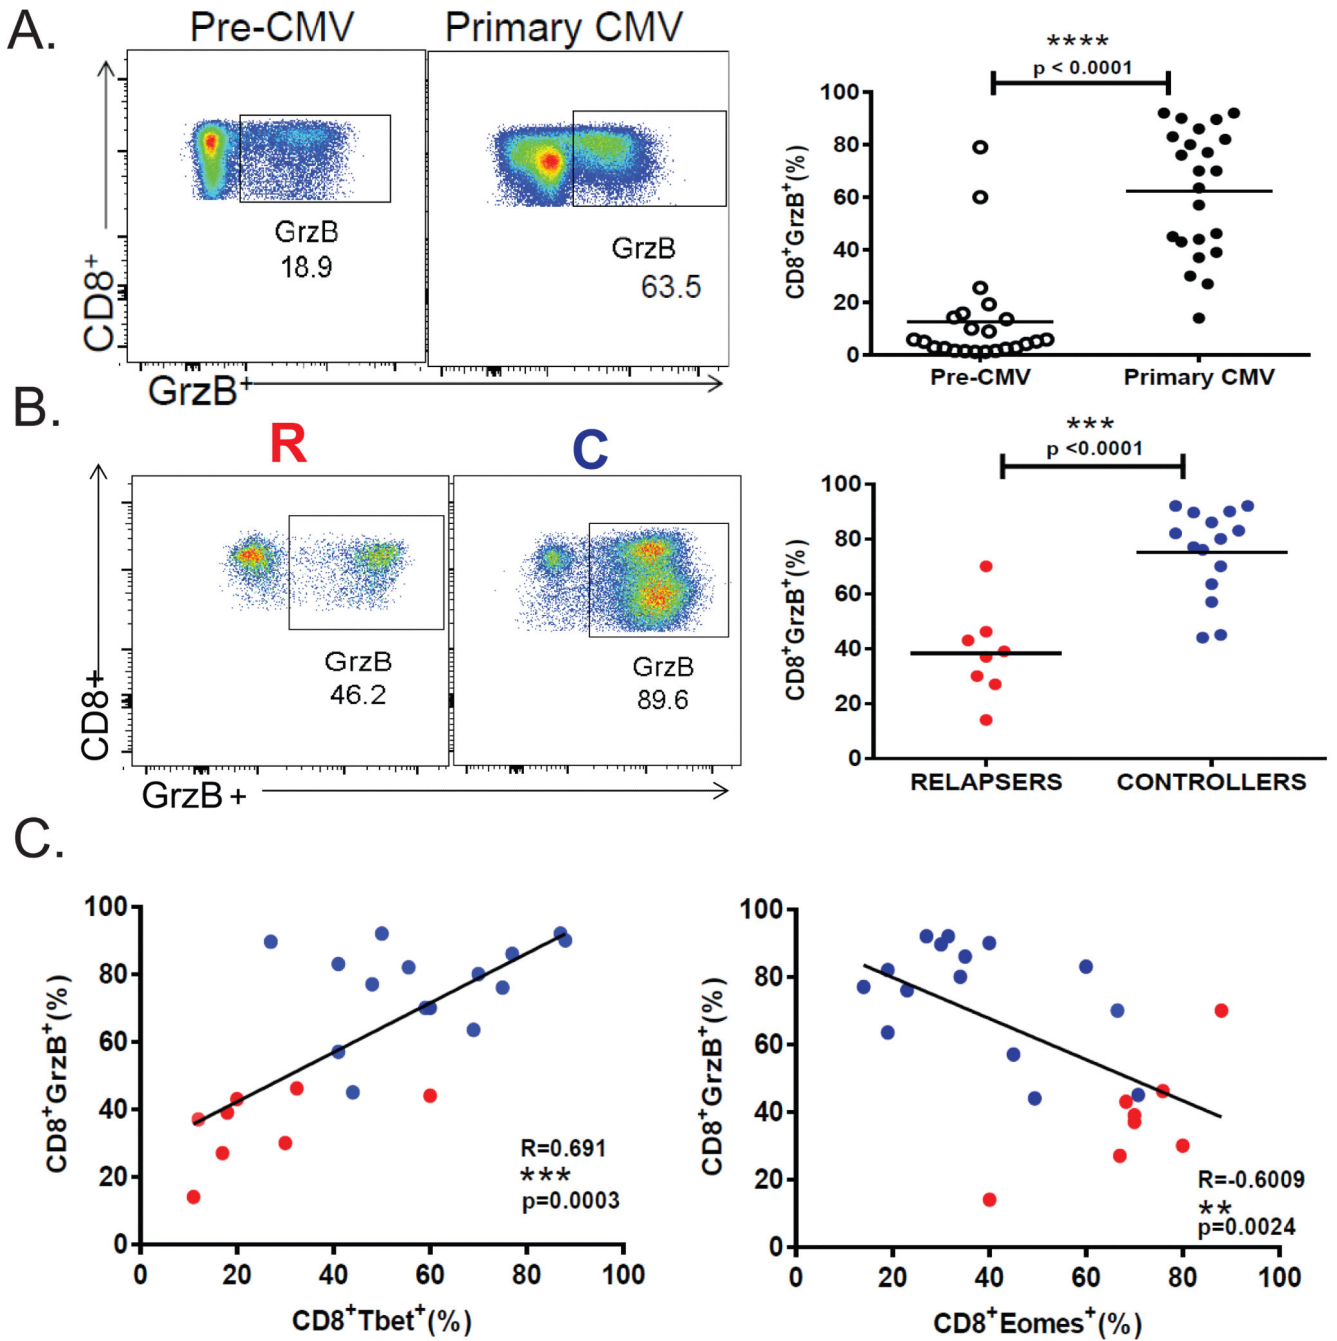 A.
Pre-CMV
Primary CMV
CD8+
GrzB
18.9
GrzB
63.5
GrzB+
****
p < 0.0001
CD8+GrzB+(%)
100
80
60
40
20
0
Pre-CMV
Primary CMV
B.
R
C
CD8+
GrzB
46.2
GrzB
89.6
GrzB +
***
p <0.0001
CD8+GrzB+(%)
100
80
60
40
20
0
RELAPSERS
CONTROLLERS
C.
CD8+GrzB+(%)
100
80
60
40
20
0
R=0.691
***
p=0.0003
0 20 40 60 80 100
CD8+Tbet+(%)
CD8+GrzB+(%)
100
80
60
40
20
0
R=-0.6009
**
p=0.0024
0 20 40 60 80 100
CD8+Eomes+(%)